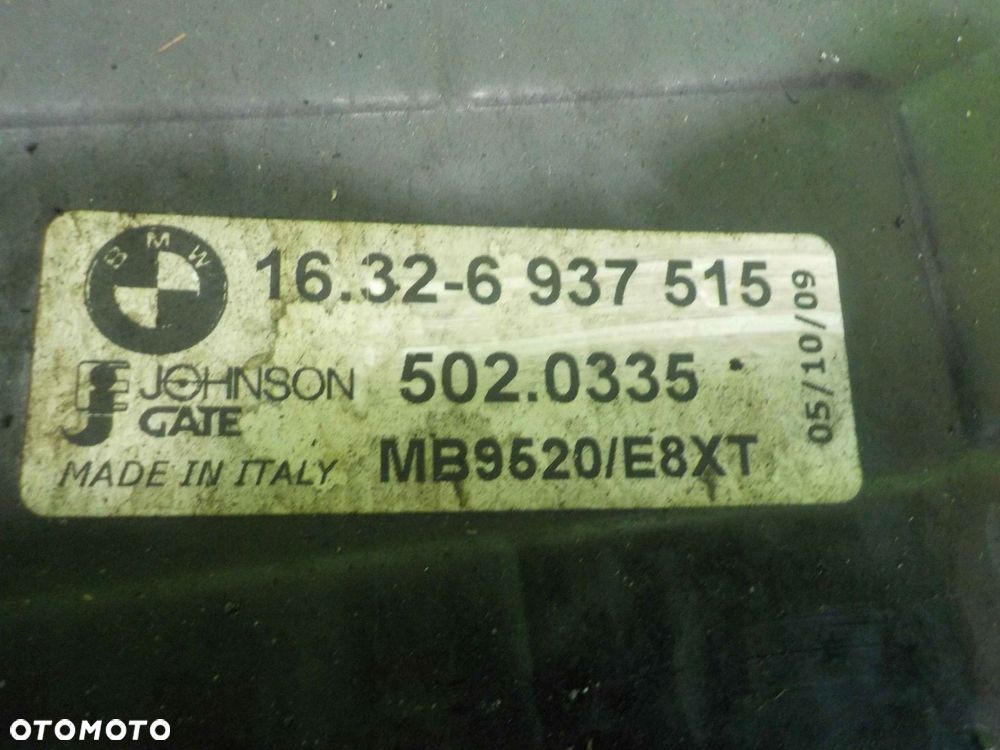 BMW
16.32-6 937 515
JOHNSON
GATE
502.0335
MADE IN ITALY
MB9520/E8XT
05/10/09
OTOMOTO